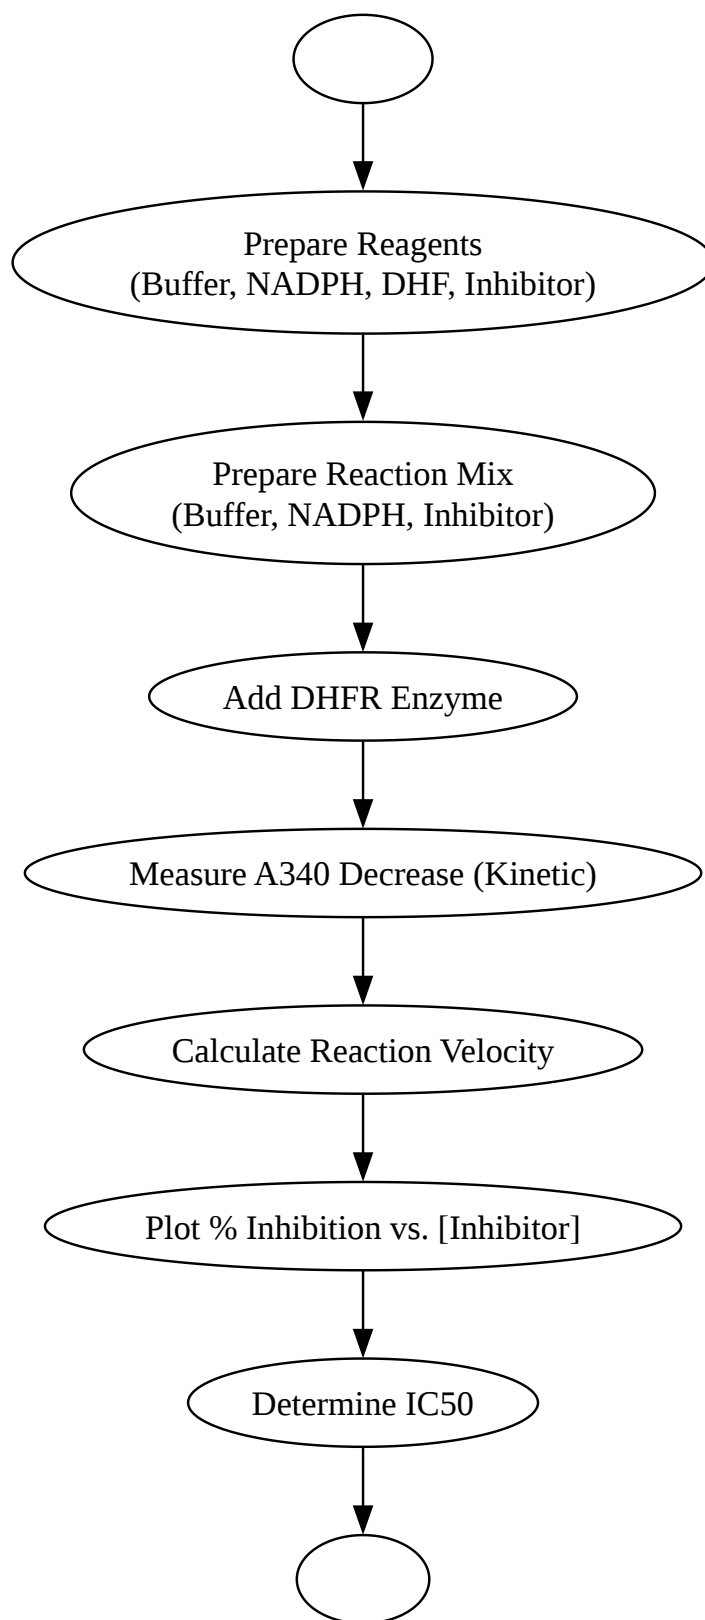 Prepare Reagents
(Buffer, NADPH, DHF, Inhibitor)
Prepare Reaction Mix
(Buffer, NADPH, Inhibitor)
Add DHFR Enzyme
Measure A340 Decrease (Kinetic)
Calculate Reaction Velocity
Plot % Inhibition vs. [Inhibitor]
Determine IC50